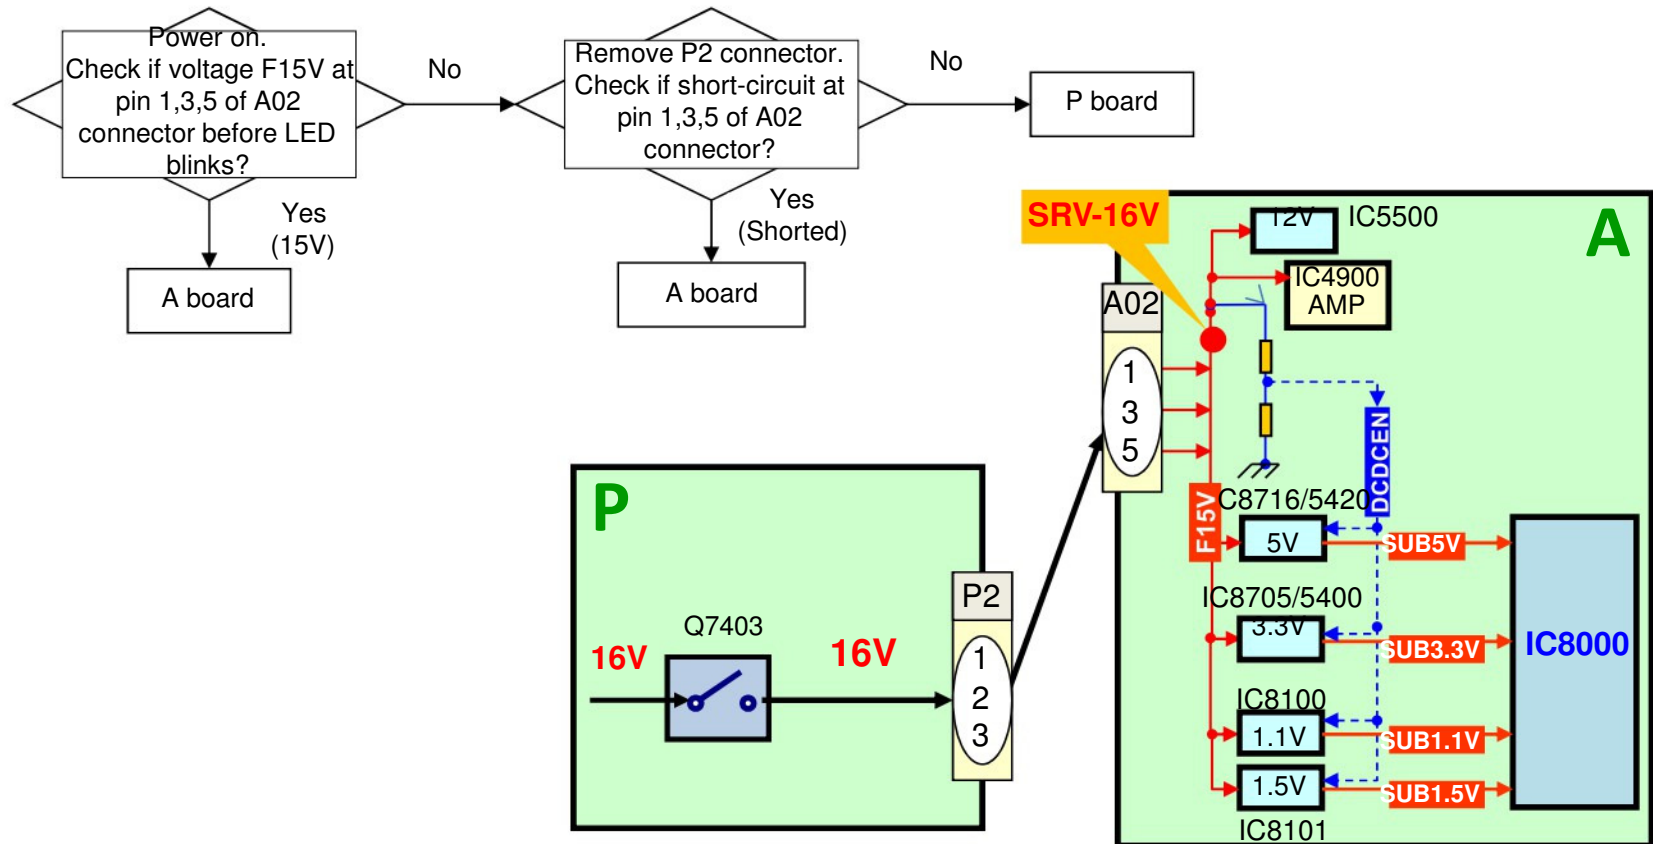 Power on.
Check if voltage F15V at
pin 1,3,5 of A02
connector before LED
blinks?
No
Yes
(15V)
A board
Remove P2 connector.
Check if short-circuit at
pin 1,3,5 of A02
connector?
No
P board
Yes
(Shorted)
A board
SRV-16V
12V
IC5500
A
IC4900
AMP
A02
1
3
5
DCDCEN
F15V
IC8716/5420
5V
SUB5V
IC8705/5400
3.3V
SUB3.3V
IC8000
IC8100
1.1V
SUB1.1V
1.5V
SUB1.5V
IC8101
P
Q7403
16V
16V
P2
1
2
3